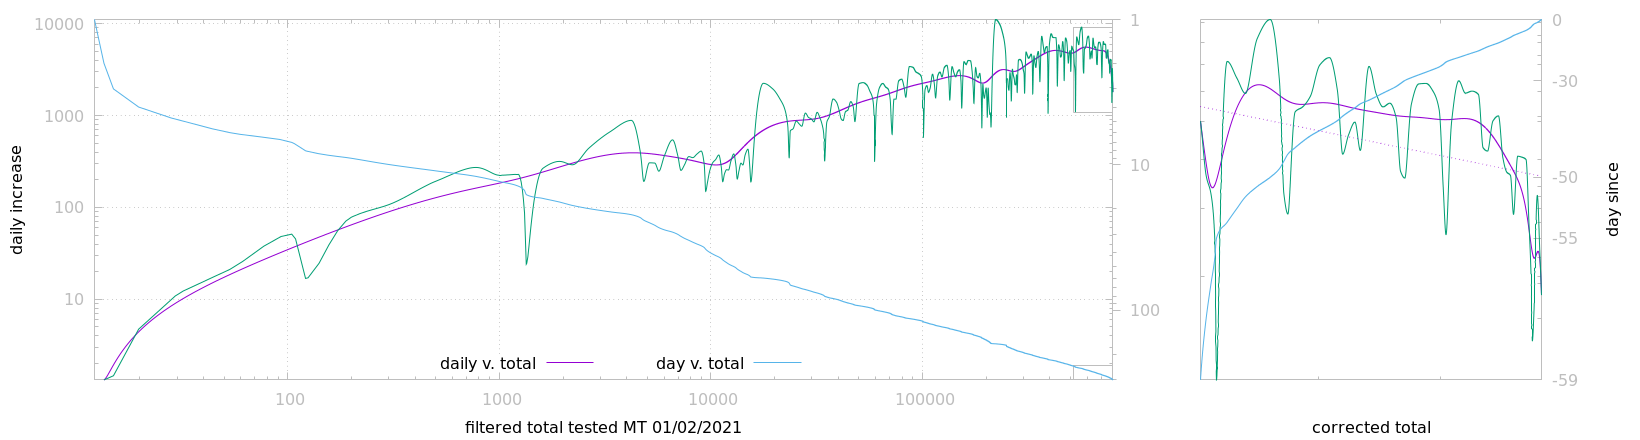 10000
1000
100
10
daily increase
daily v. total
day v. total
100
1000
10000
100000
filtered total tested MT 01/02/2021
1
10
100
0
-30
-50
-55
-59
day since
corrected total